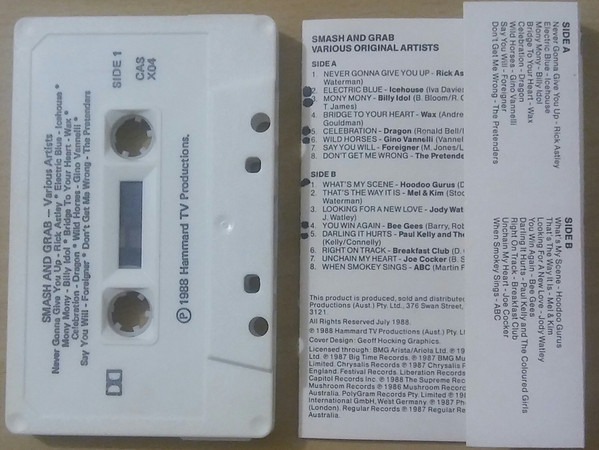 SMASH AND GRAB — Various Artists
Never Gonna Give You Up - Rick Astley * Electric Blue - Icehouse *
Mony Mony - Billy Idol * Bridge To Your Heart - Wax *
Celebration - Dragon * Wild Horses - Gino Vannelli *
Say You Will - Foreigner * Don't Get Me Wrong - The Pretenders
SIDE 1
CAS
X04
℗ 1988 Hammard TV Productions.
SMASH AND GRAB
VARIOUS ORIGINAL ARTISTS
SIDE A
1. NEVER GONNA GIVE YOU UP - Rick Ast
Waterman)
2. ELECTRIC BLUE - Icehouse (Iva Davies
3. MONY MONY - Billy Idol (B. Bloom/R. C
T. James)
4. BRIDGE TO YOUR HEART - Wax (Andre
Gouldman)
5. CELEBRATION - Dragon (Ronald Bell/
6. WILD HORSES - Gino Vannelli (Vannel
7. SAY YOU WILL - Foreigner (M. Jones/L
8. DON'T GET ME WRONG - The Pretende
SIDE B
1. WHAT'S MY SCENE - Hoodoo Gurus (D
2. THAT'S THE WAY IT IS - Mel & Kim (Stoc
Waterman)
3. LOOKING FOR A NEW LOVE - Jody Wat
J. Watley)
4. YOU WIN AGAIN - Bee Gees (Barry, Rob
5. DARLING IT HURTS - Paul Kelly and The
(Kelly/Connelly)
6. RIGHT ON TRACK - Breakfast Club (D.
7. UNCHAIN MY HEART - Joe Cocker (B. S
8. WHEN SMOKEY SINGS - ABC (Martin F
This product is produced, sold and distribute
Productions (Aust.) Pty. Ltd., 376 Swan Street,
3121.
All Rights Reserved July 1988.
℗ 1988 Hammard TV Productions (Aust.) Pty. L
Cover Design: Geoff Hocking Graphics.
Licensed through: BMG Arista/Ariola Ltd. ℗ 19
Ltd. ℗ 1987 Big Time Records. ℗ 1987 BMG Mu
Limited. Chrysalis Records ℗ 1987 Chrysalis F
England. Festival Records. Liberation Records
Capitol Records Inc. ℗ 1988 The Supreme Rec
Mushroom Records ℗ 1986 Mushroom Record
Australia. PolyGram Records Pty. Limited ℗ 19
International GmbH, West Germany. ℗ 1987 Ph
(London). Regular Records ℗ 1987 Regular Re
Australia.
SIDE A
Never Gonna Give You Up - Rick Astley
Electric Blue - Icehouse
Mony Mony - Billy Idol
Bridge To Your Heart - Wax
Celebration - Dragon
Wild Horses - Gino Vannelli
Say You Will - Foreigner
Don't Get Me Wrong - The Pretenders
SIDE B
What's My Scene - Hoodoo Gurus
That's The Way It Is - Mel & Kim
Looking For A New Love - Jody Watley
You Win Again - Bee Gees
Darling It Hurts - Paul Kelly and The Coloured Girls
Right On Track - Breakfast Club
Unchain My Heart - Joe Cocker
When Smokey Sings - ABC